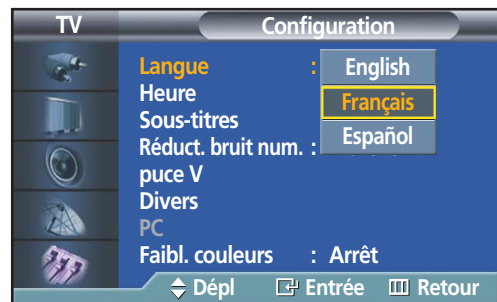 TV
Configuration
Langue : English
Heure
Français
Sous-titres
Español
Réduct. bruit num. :
puce V
Divers
PC
Faibl. couleurs : Arrêt
Dépl Entrée Retour